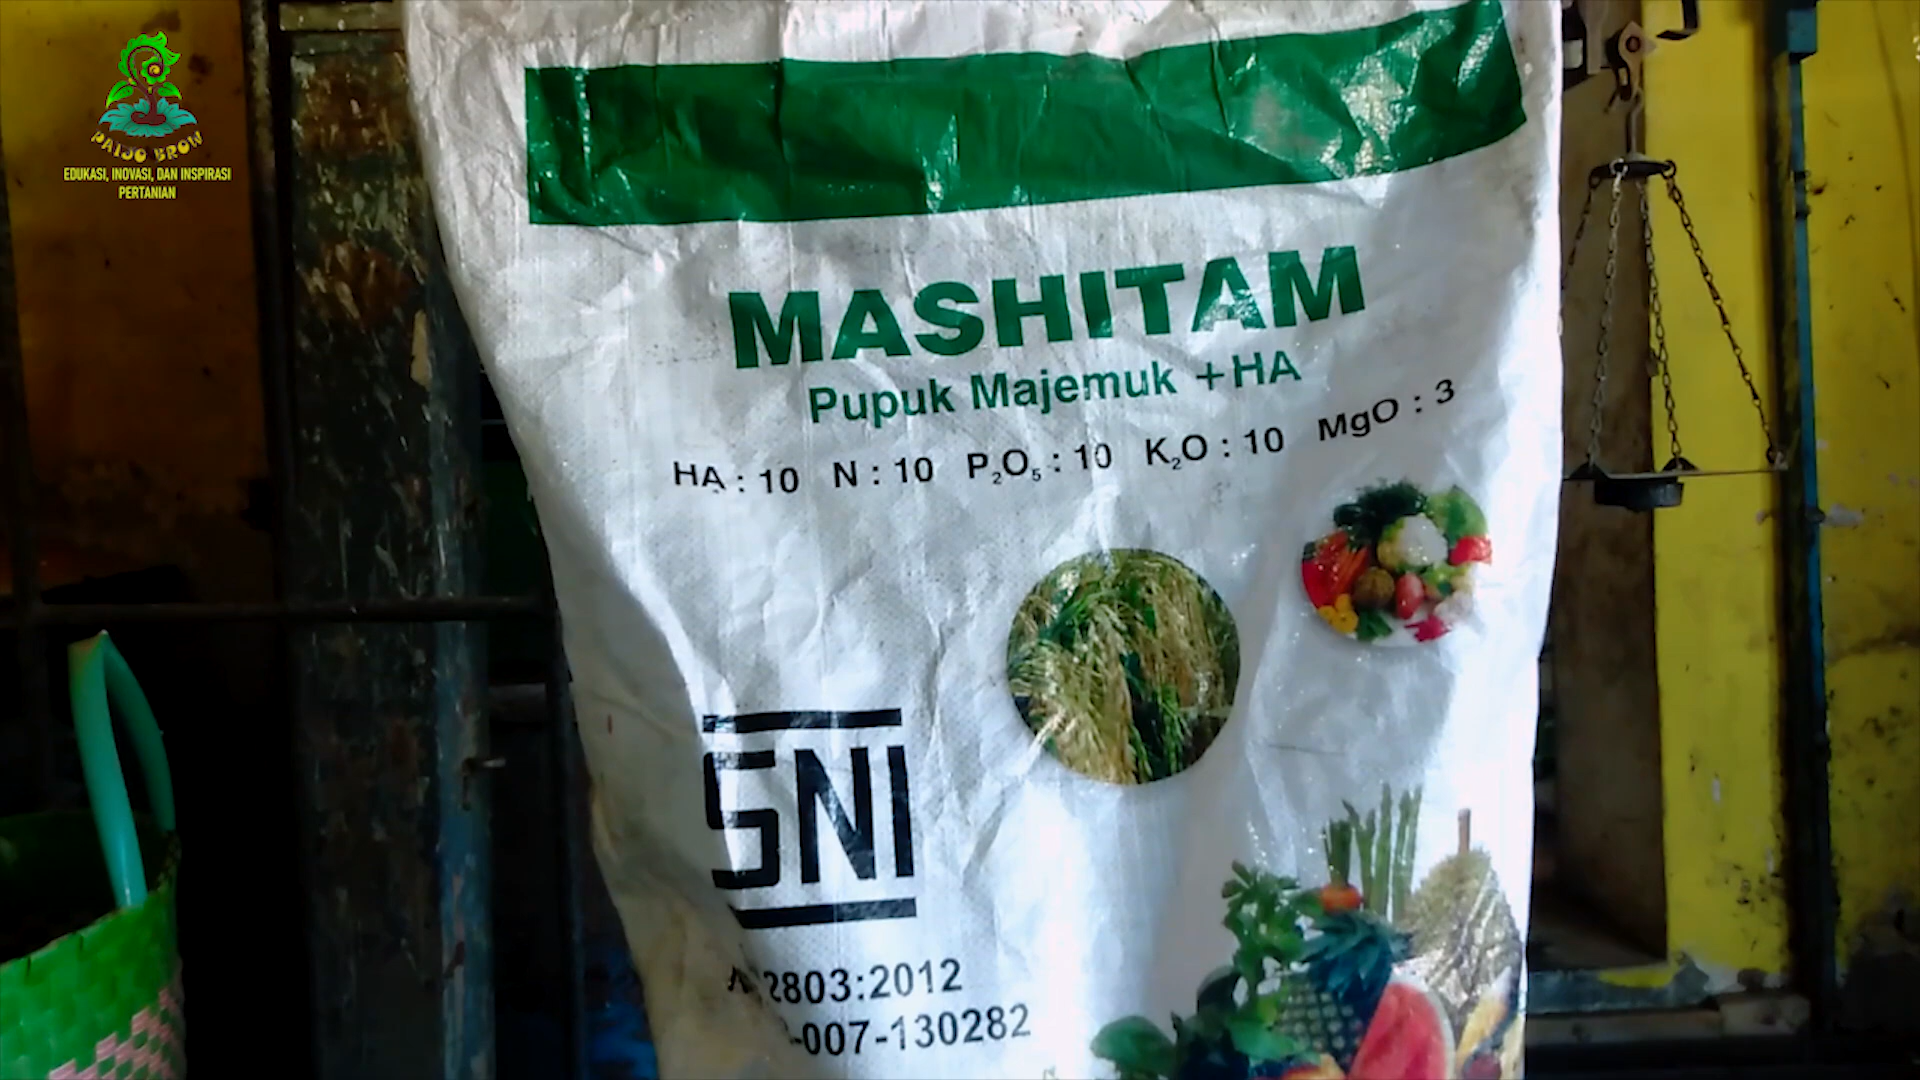 PAIJO BROW
EDUKASI, INOVASI, DAN INSPIRASI
PERTANIAN
MASHITAM
Pupuk Majemuk +HA
HA : 10 N : 10 P₂O₅ : 10 K₂O : 10 MgO : 3
SNI
2803:2012
-007-130282